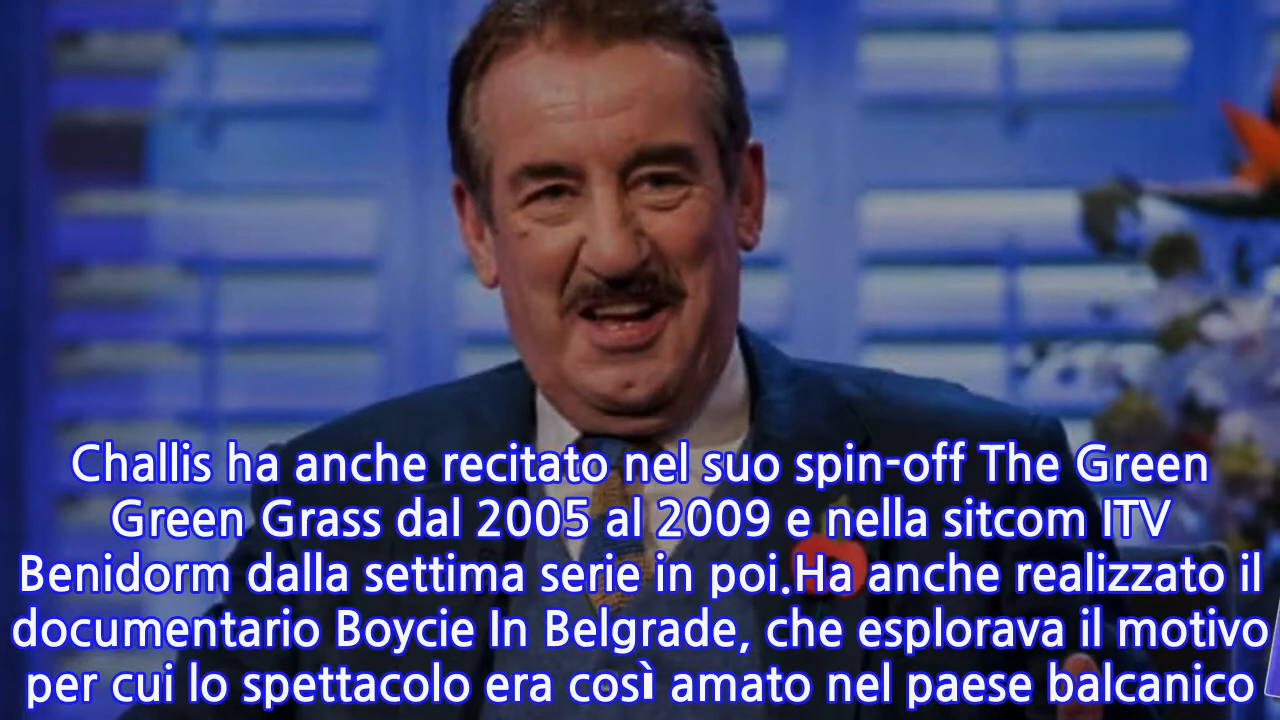 Challis ha anche recitato nel suo spin-off The Green
Green Grass dal 2005 al 2009 e nella sitcom ITV
Benidorm dalla settima serie in poi.Ha anche realizzato il
documentario Boycie In Belgrade, che esplorava il motivo
per cui lo spettacolo era così amato nel paese balcanico